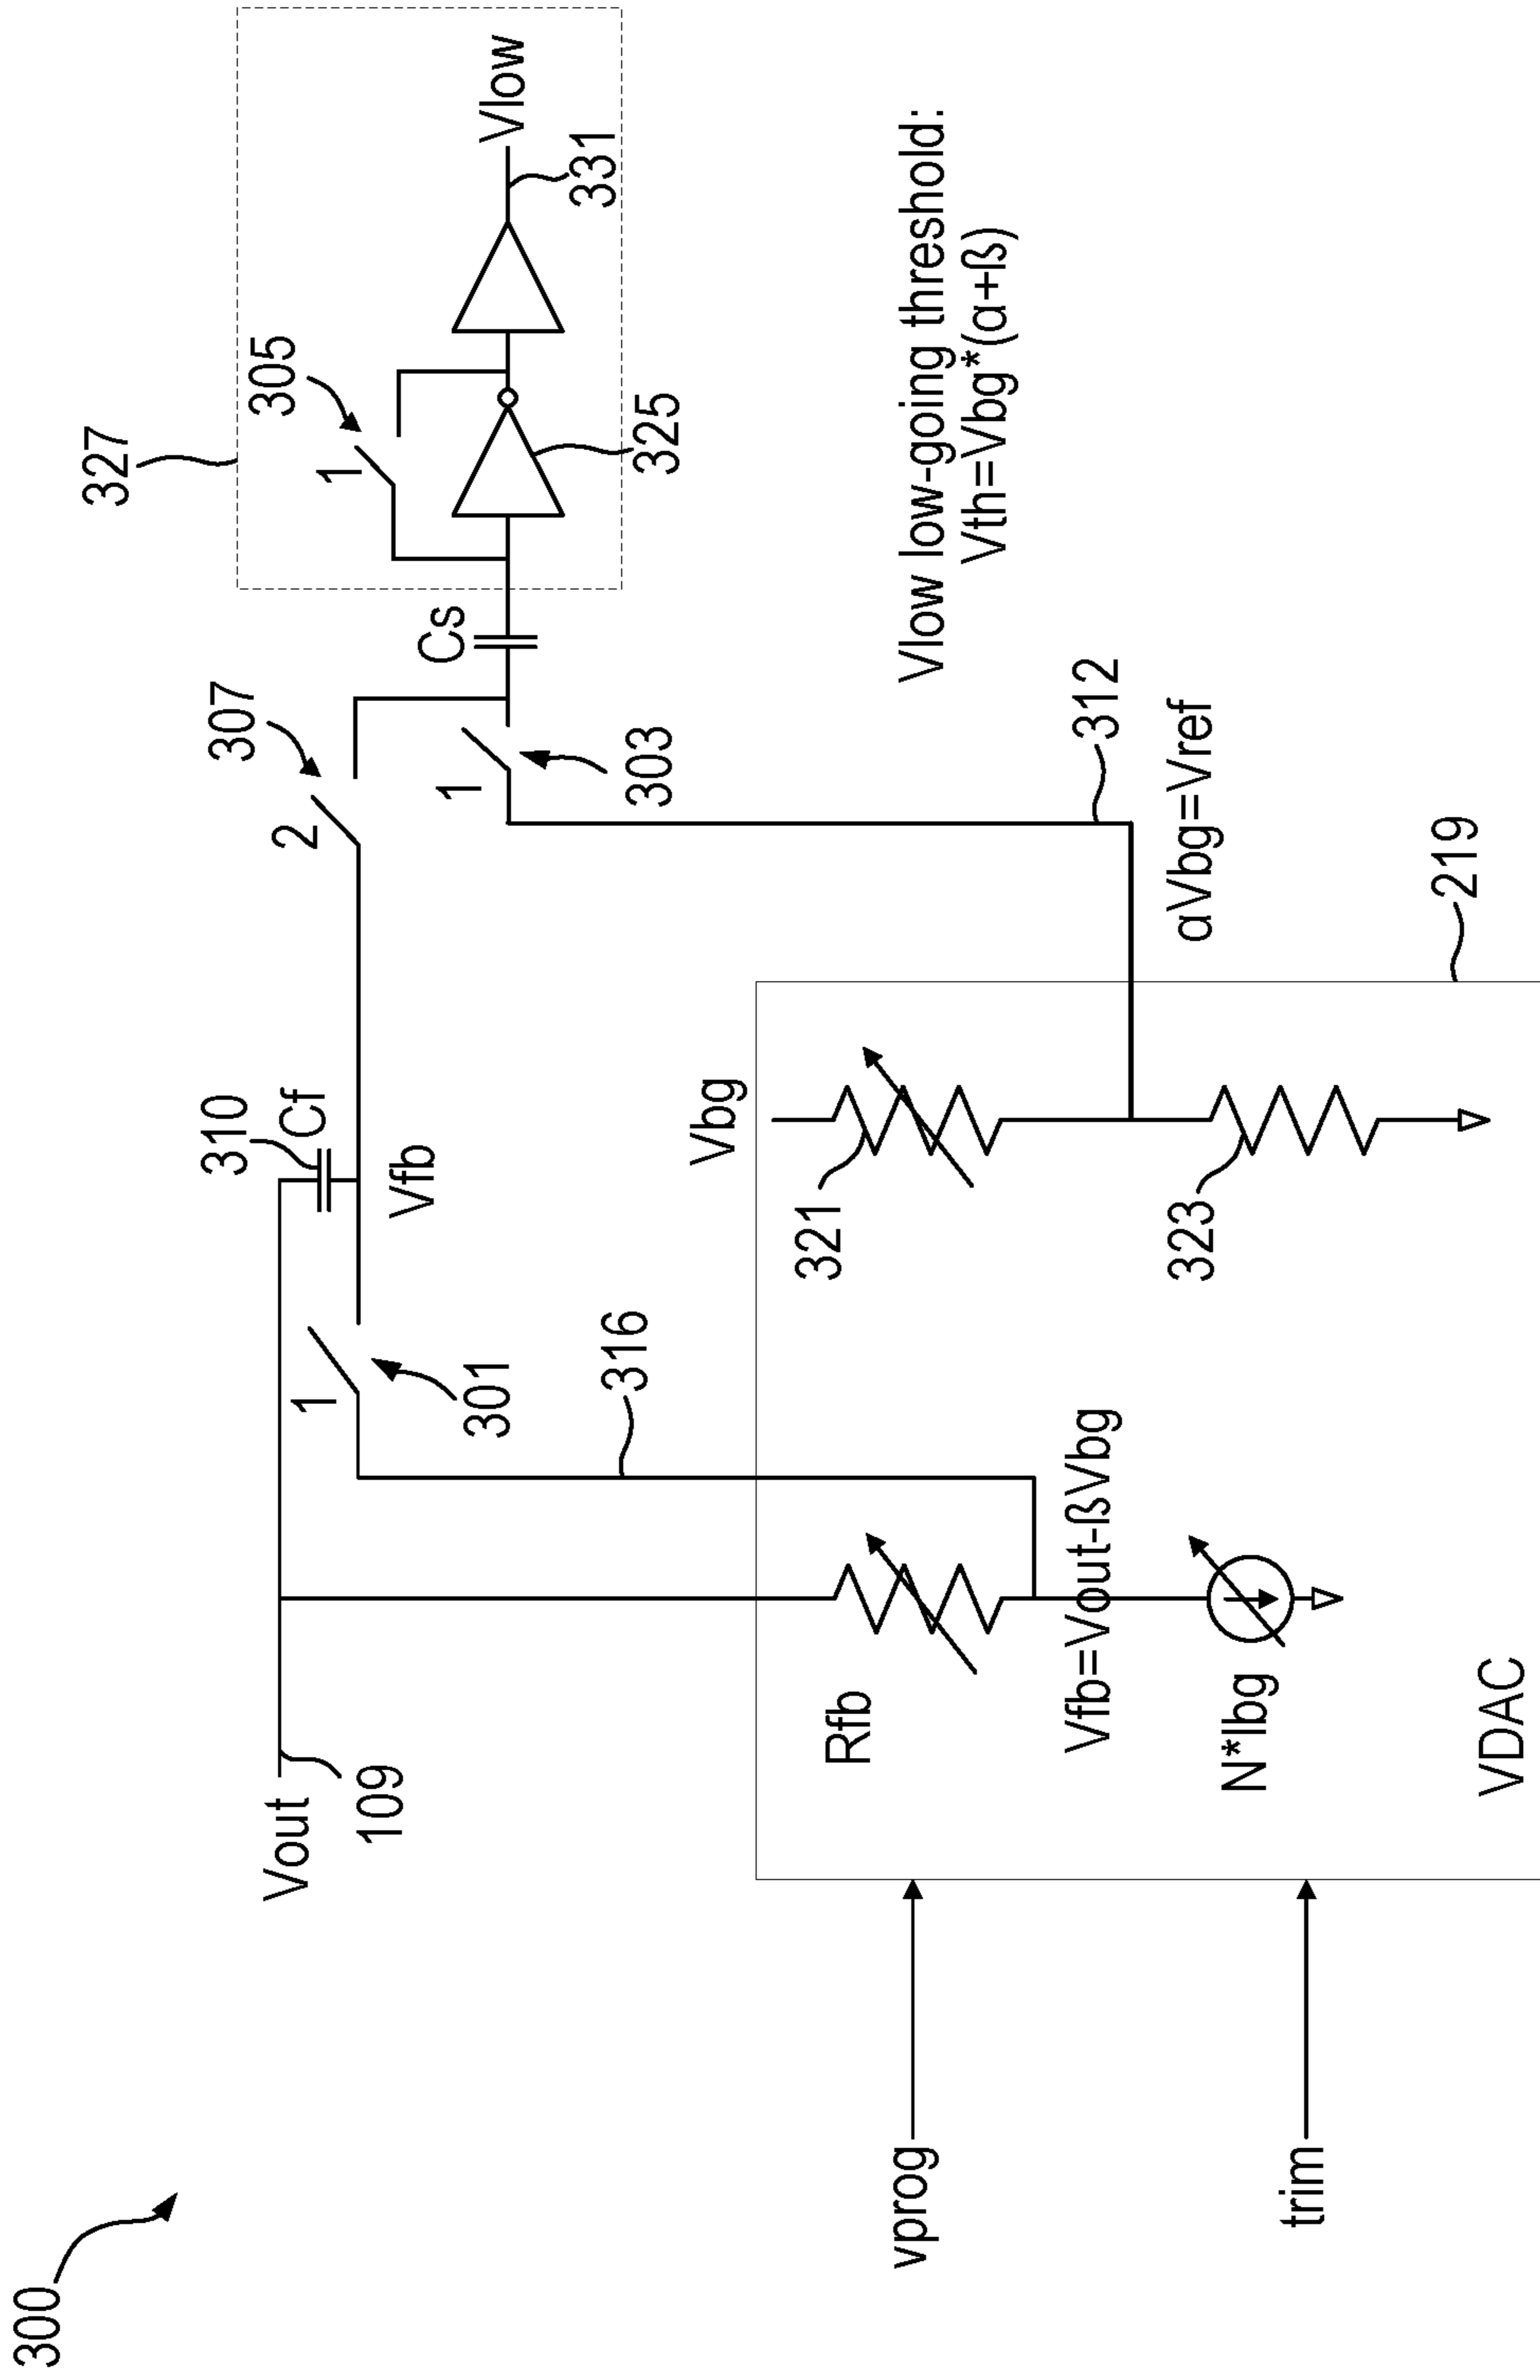 300
327
305
1
Vlow
331
325
307
2
Cs
310
Cf
1
303
Vout
109
1
301
Vfb
316
312
Vlow low-going threshold:
Vth=Vbg*(α+ß)
Vbg
321
323
αVbg=Vref
219
Rfb
Vfb=Vout-ßVbg
N*Ibg
VDAC
vprog
trim